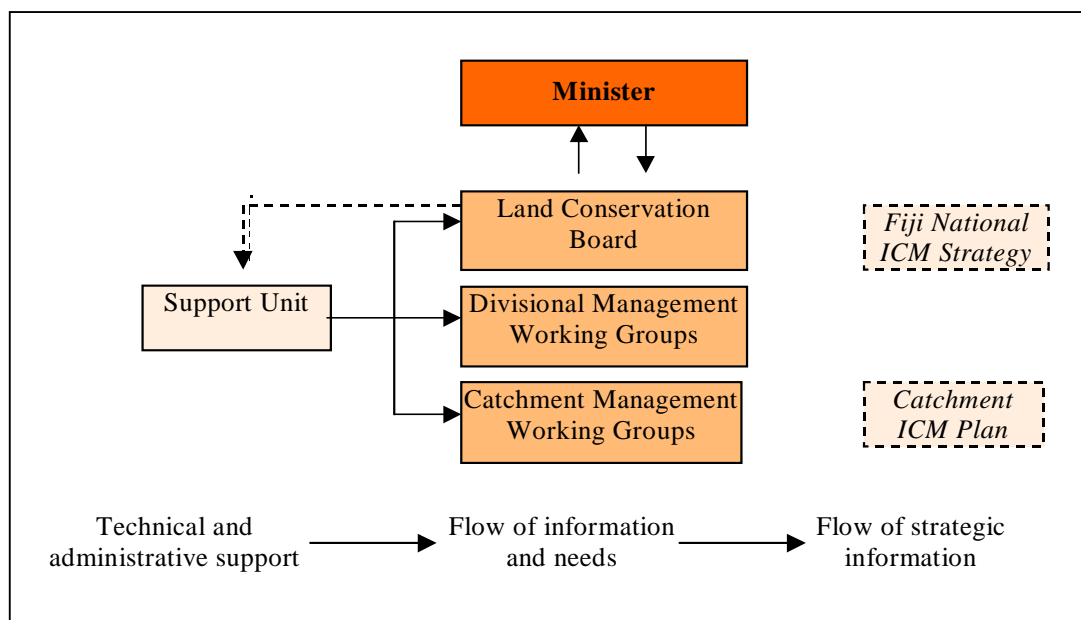 Minister
Land Conservation
Board
Fiji National
ICM Strategy
Support Unit
Divisional Management
Working Groups
Catchment Management
Working Groups
Catchment
ICM Plan
Technical and
administrative support
Flow of information
and needs
Flow of strategic
information